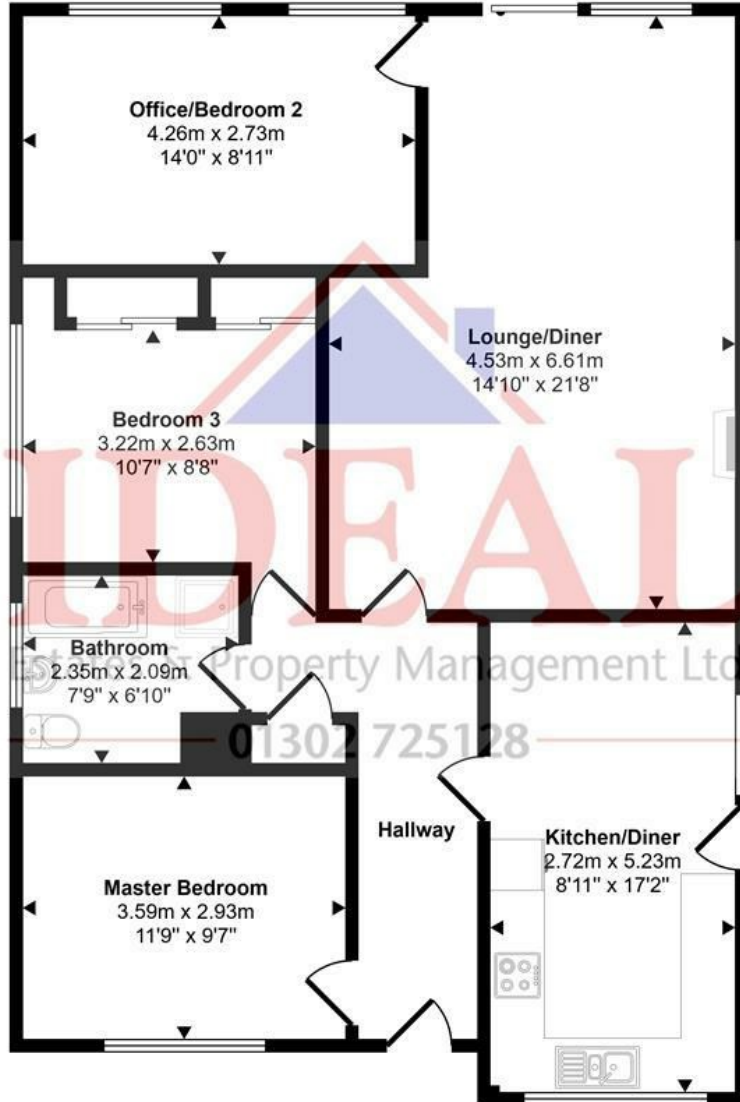 Office/Bedroom 2
4.26m x 2.73m
14'0" x 8'11"
Lounge/Diner
4.53m x 6.61m
14'10" x 21'8"
Bedroom 3
3.22m x 2.63m
10'7" x 8'8"
IDEAL
Estates & Property Management Ltd
01302 725128
Bathroom
2.35m x 2.09m
7'9" x 6'10"
Hallway
Kitchen/Diner
2.72m x 5.23m
8'11" x 17'2"
Master Bedroom
3.59m x 2.93m
11'9" x 9'7"